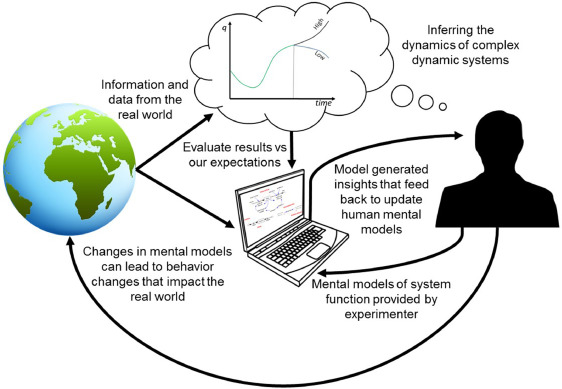 q
High
Low
time
Inferring the
dynamics of complex
dynamic systems
Information and
data from the
real world
Evaluate results vs
our expectations
Model generated
insights that feed
back to update
human mental
models
Changes in mental models
can lead to behavior
changes that impact the
real world
Mental models of system
function provided by
experimenter